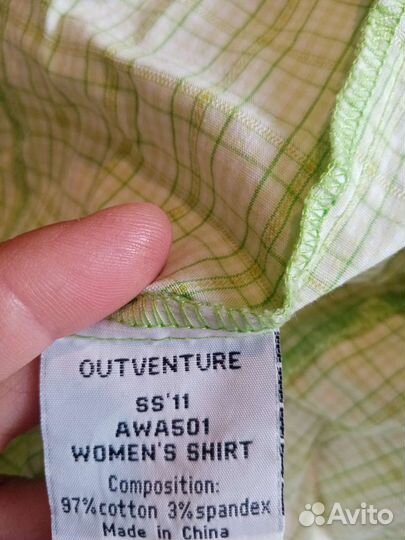 OUTVENTURE
SS'11
AWA501
WOMEN'S SHIRT
Composition:
97%cotton 3%spandex
Made in China
Avito